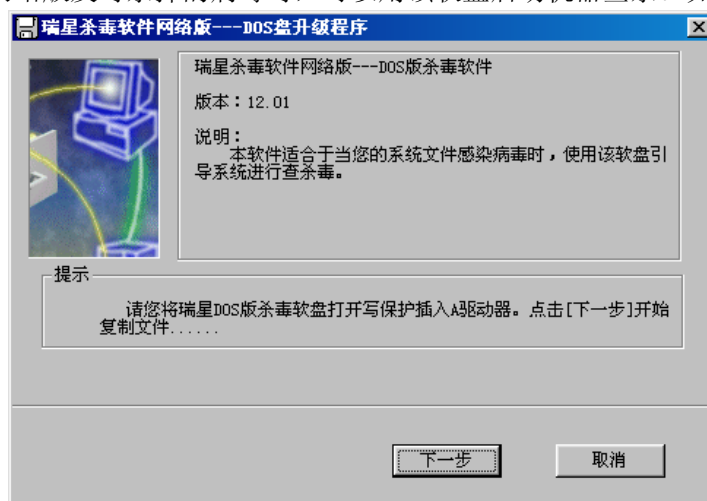 瑞星杀毒软件网络版---DOS盘升级程序
瑞星杀毒软件网络版---DOS版杀毒软件
版本:12.01
说明:
本软件适合于当您的系统文件感染病毒时,使用该软盘引
导系统进行查杀毒。
提示
请您将瑞星DOS版杀毒软盘打开写保护插入A驱动器。点击[下一步]开始
复制文件......
下一步
取消